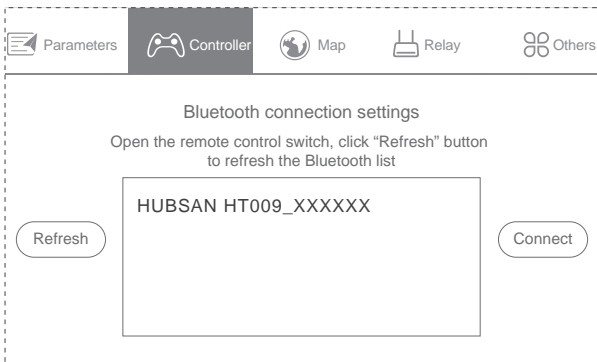 Parameters Controller Map Relay Others
Bluetooth connection settings
Open the remote control switch, click “Refresh” button
to refresh the Bluetooth list
HUBSAN HT009_XXXXXX
Refresh Connect